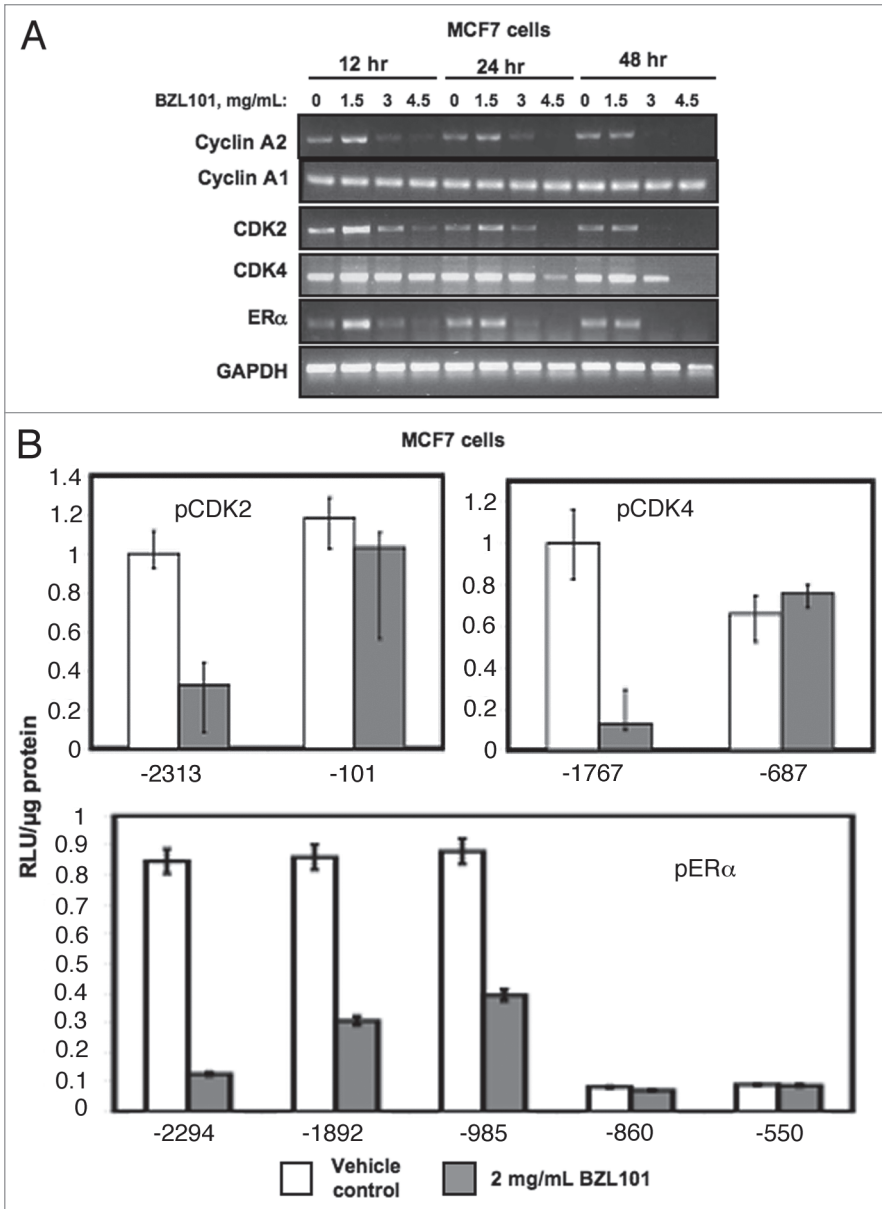 A
MCF7 cells
12 hr 24 hr 48 hr
BZL101, mg/mL: 0 1.5 3 4.5 0 1.5 3 4.5 0 1.5 3 4.5
Cyclin A2
Cyclin A1
CDK2
CDK4
ERα
GAPDH
B
MCF7 cells
RLU/µg protein
pCDK2
1.4
1.2
1
0.8
0.6
0.4
0.2
0
-2313 -101
pCDK4
1.2
1
0.8
0.6
0.4
0.2
0
-1767 -687
pERα
1
0.9
0.8
0.7
0.6
0.5
0.4
0.3
0.2
0.1
0
-2294 -1892 -985 -860 -550
Vehicle
control
2 mg/mL BZL101